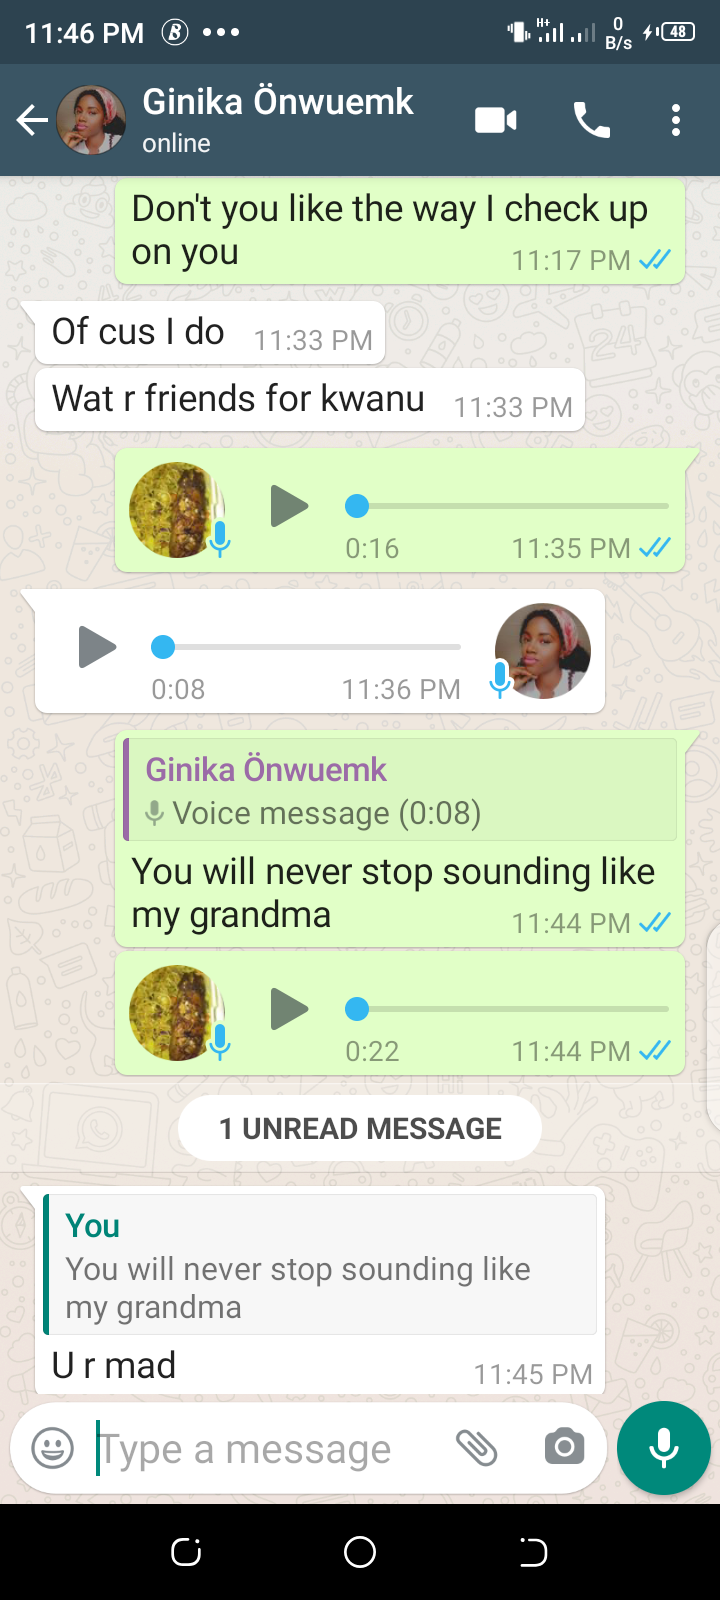 11:46 PM
H+
0
B/s
48
Ginika Önwuemk
online
Don't you like the way I check up
on you
11:17 PM
Of cus I do
11:33 PM
Wat r friends for kwanu
11:33 PM
0:16
11:35 PM
0:08
11:36 PM
Ginika Önwuemk
Voice message (0:08)
You will never stop sounding like
my grandma
11:44 PM
0:22
11:44 PM
1 UNREAD MESSAGE
You
You will never stop sounding like
my grandma
U r mad
11:45 PM
Type a message